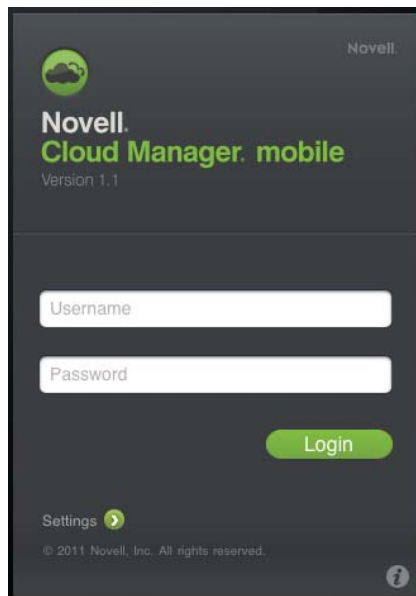 Novell.
Novell.
Cloud Manager. mobile
Version 1.1
Username
Password
Login
Settings
© 2011 Novell, Inc. All rights reserved.
i